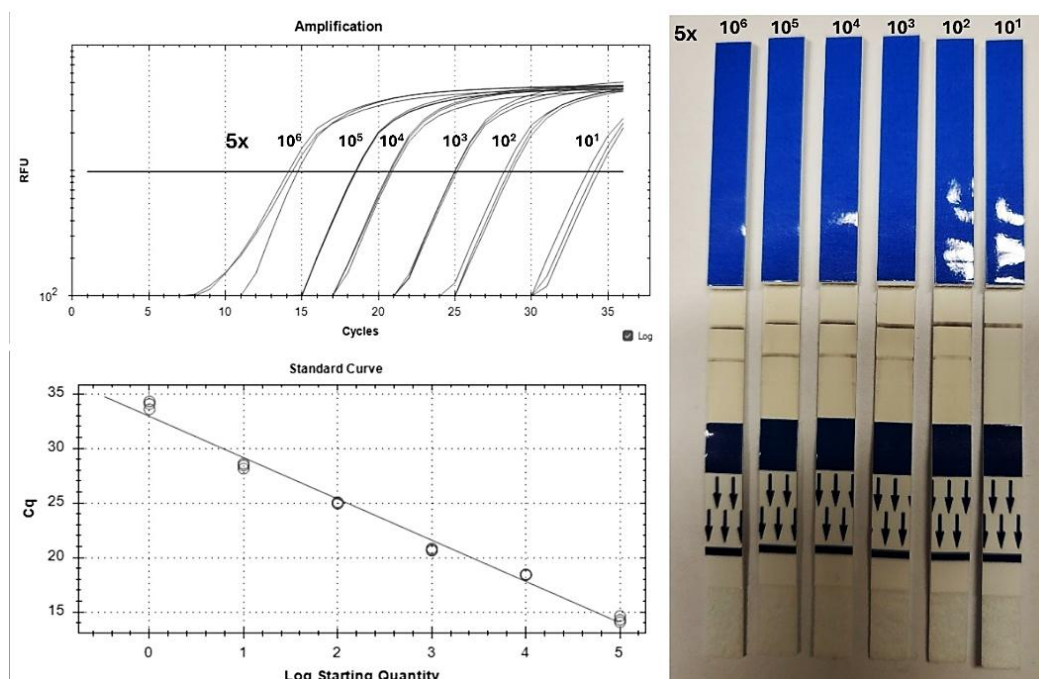 Amplification
RFU
5x 10⁶ 10⁵ 10⁴ 10³ 10² 10¹
10²
0 5 10 15 20 25 30 35
Cycles
Log
Standard Curve
Cq
35
30
25
20
15
0 1 2 3 4 5
Log Starting Quantity
5x 10⁶ 10⁵ 10⁴ 10³ 10² 10¹